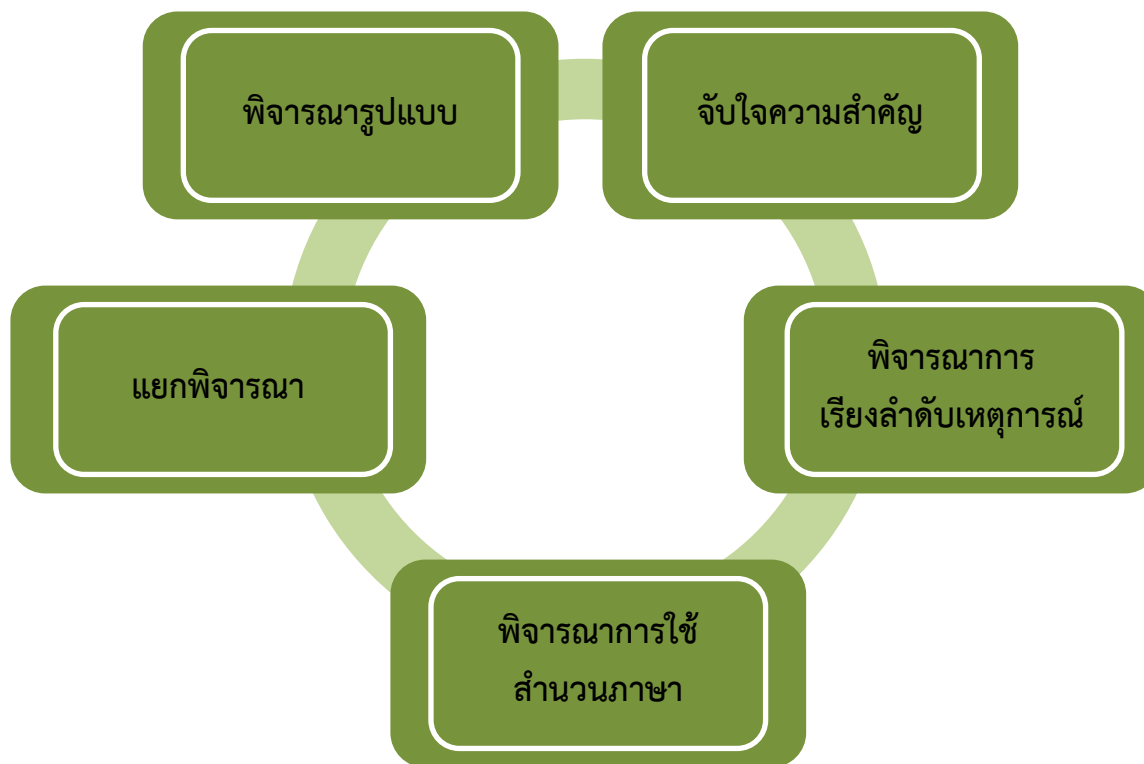 พิจารณารูปแบบ
จับใจความสำคัญ
แยกพิจารณา
พิจารณาการ
เรียงลำดับเหตุการณ์
พิจารณาการใช้
สำนวนภาษา